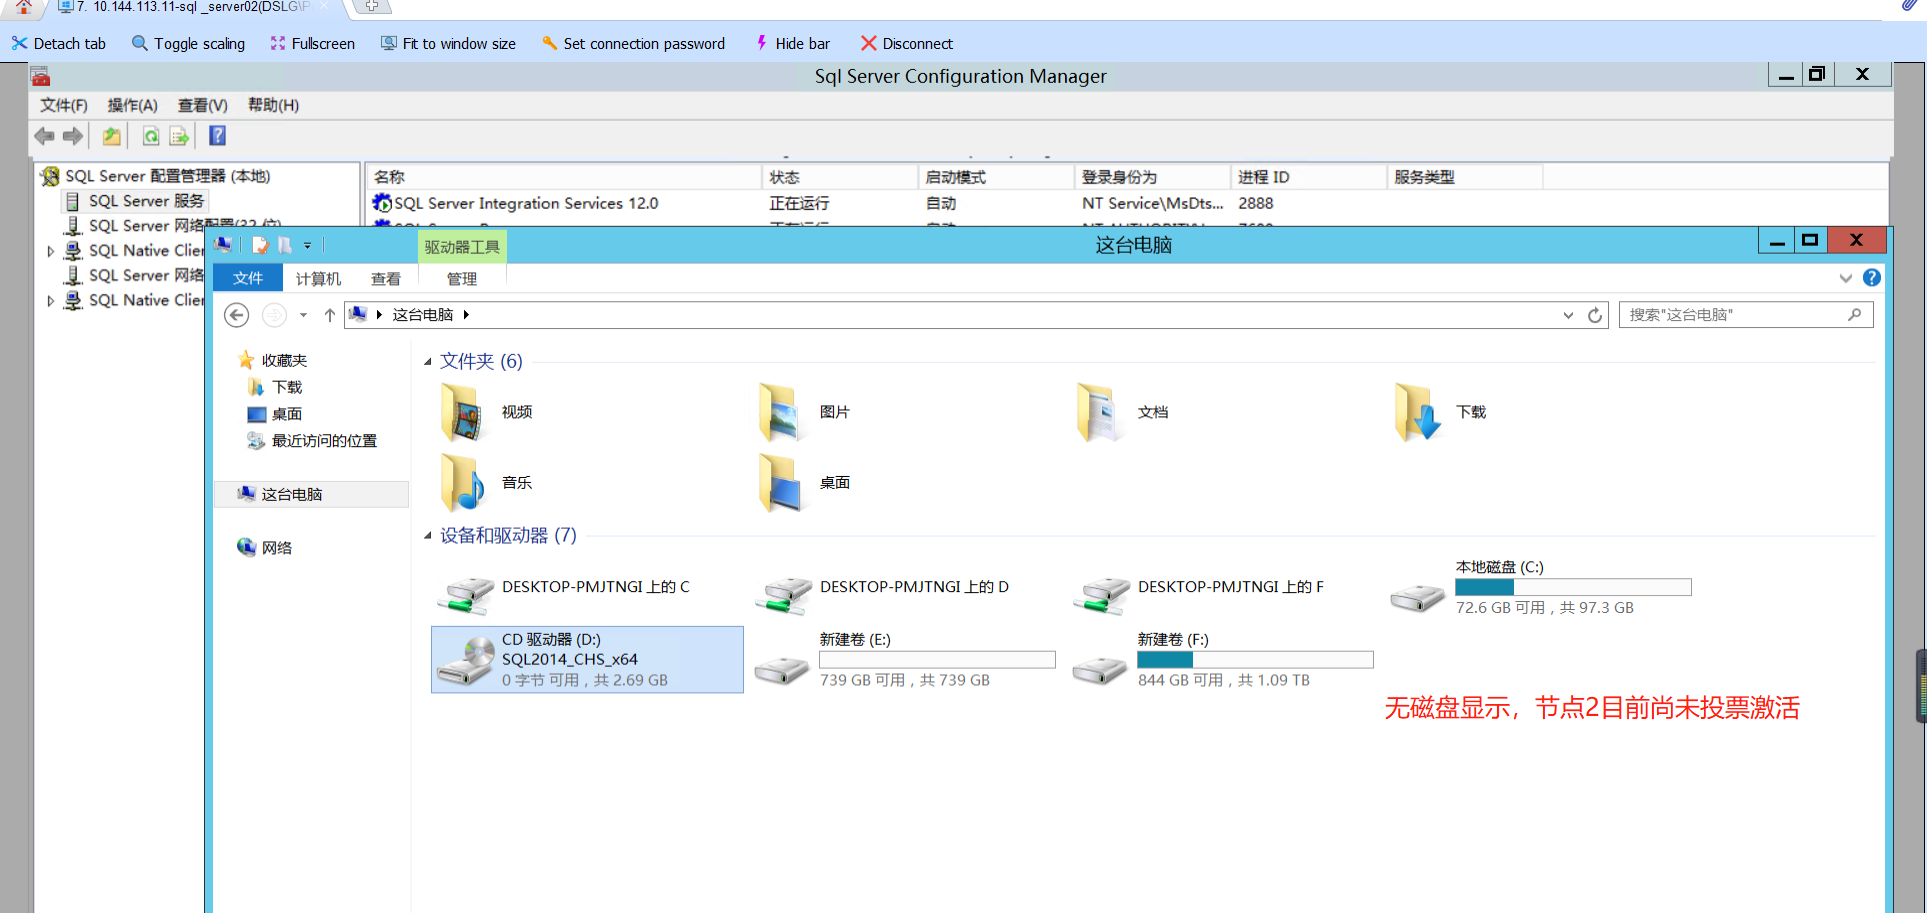 7. 10.144.113.11-sql _server02(DSLG\P
Detach tab Toggle scaling Fullscreen Fit to window size Set connection password Hide bar Disconnect
Sql Server Configuration Manager
文件(F) 操作(A) 查看(V) 帮助(H)
SQL Server 配置管理器 (本地)
SQL Server 服务
SQL Server 网络配置(32 位)
SQL Native Clier
SQL Server 网络
SQL Native Clier
名称 状态 启动模式 登录身份为 进程 ID 服务类型
SQL Server Integration Services 12.0 正在运行 自动 NT Service\MsDts... 2888
驱动器工具 这台电脑
文件 计算机 查看 管理
这台电脑 搜索"这台电脑"
收藏夹
下载
桌面
最近访问的位置
这台电脑
网络
文件夹 (6)
视频 图片 文档 下载
音乐 桌面
设备和驱动器 (7)
DESKTOP-PMJTNGI 上的 C
DESKTOP-PMJTNGI 上的 D
DESKTOP-PMJTNGI 上的 F
本地磁盘 (C:)
72.6 GB 可用，共 97.3 GB
CD 驱动器 (D:)
SQL2014_CHS_x64
0 字节 可用，共 2.69 GB
新建卷 (E:)
739 GB 可用，共 739 GB
新建卷 (F:)
844 GB 可用，共 1.09 TB
无磁盘显示，节点2目前尚未投票激活